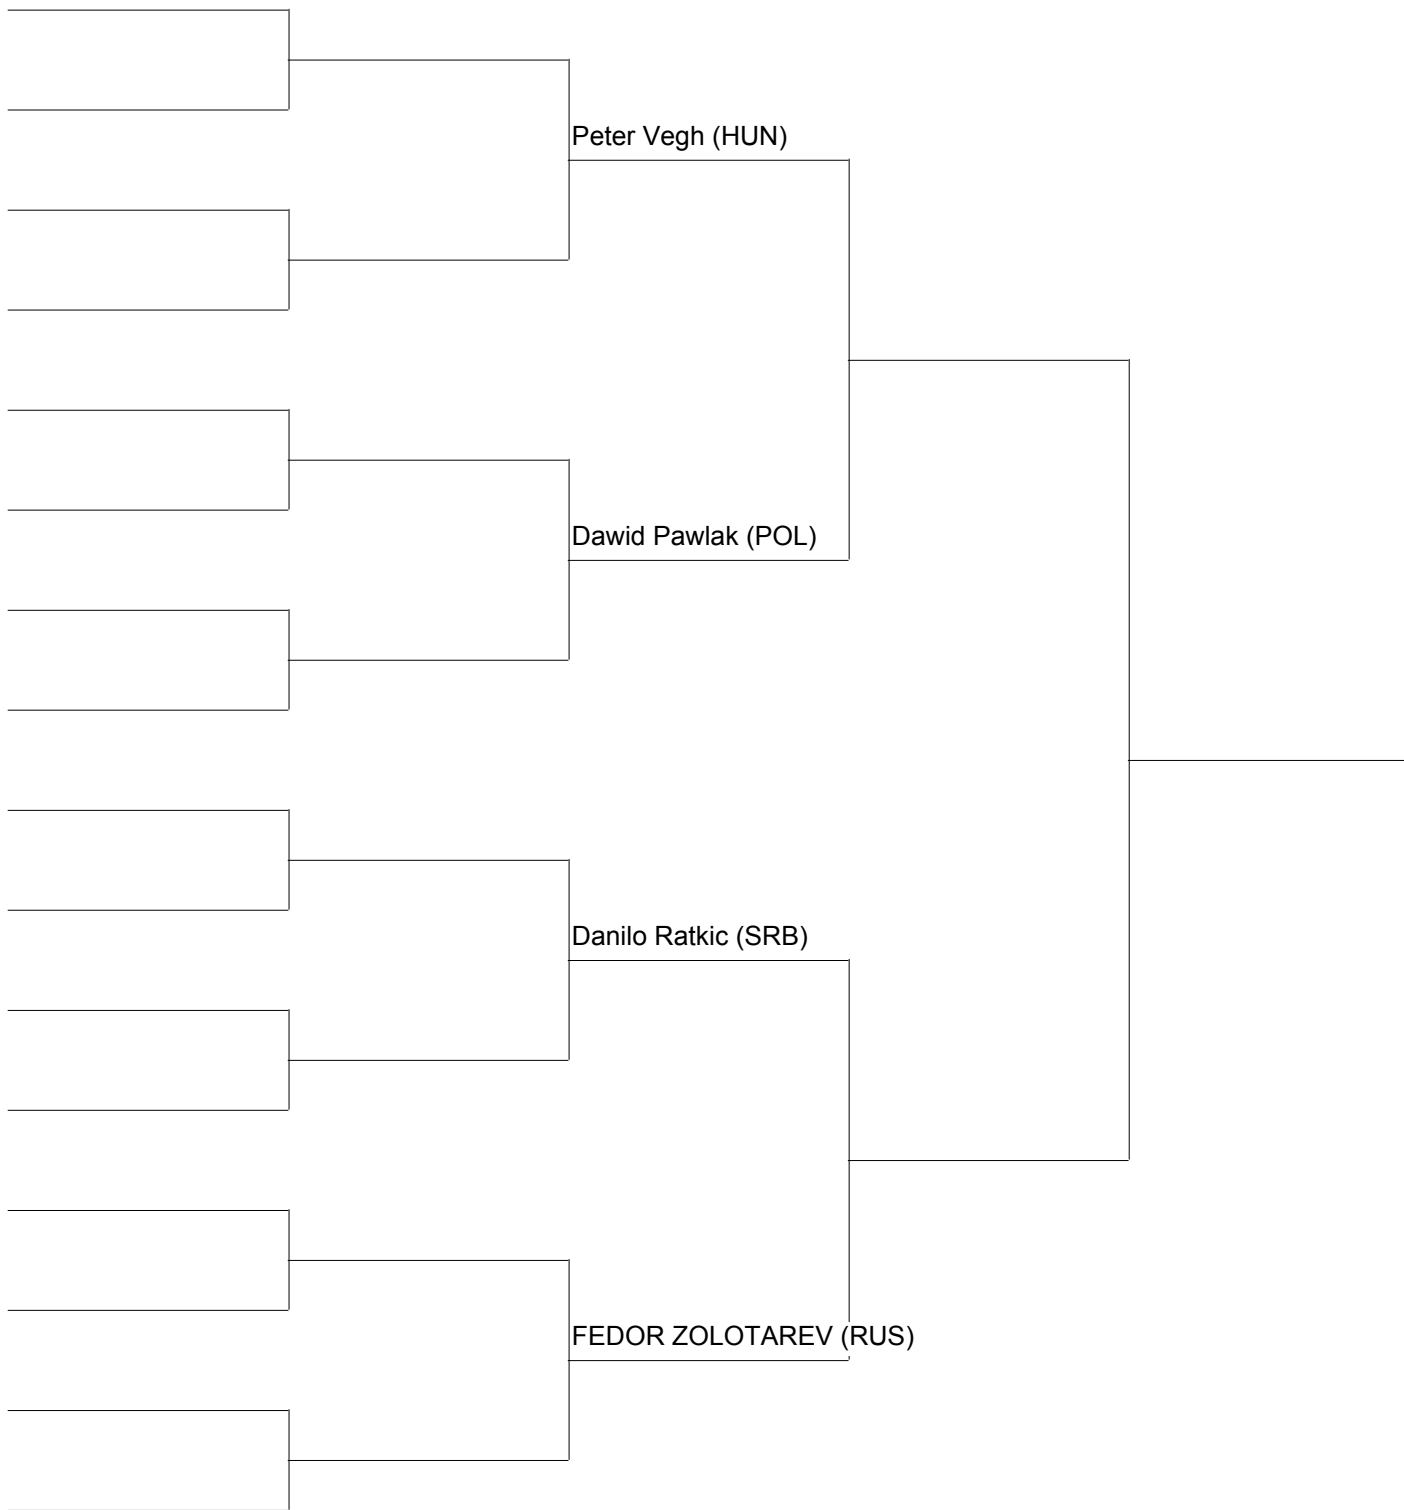 Peter Vegh (HUN)
Dawid Pawlak (POL)
Danilo Ratkic (SRB)
FEDOR ZOLOTAREV (RUS)